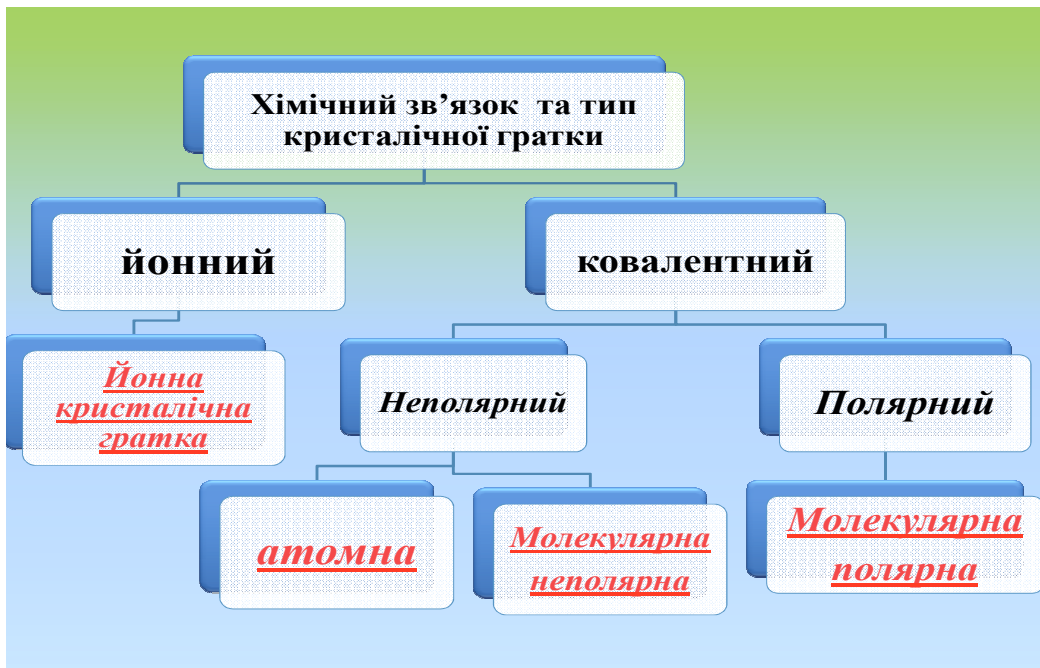 Хімічний зв’язок та тип
кристалічної гратки
йонний
ковалентний
Йонна
кристалічна
гратка
Неполярний
Полярний
атомна
Молекулярна
неполярна
Молекулярна
полярна